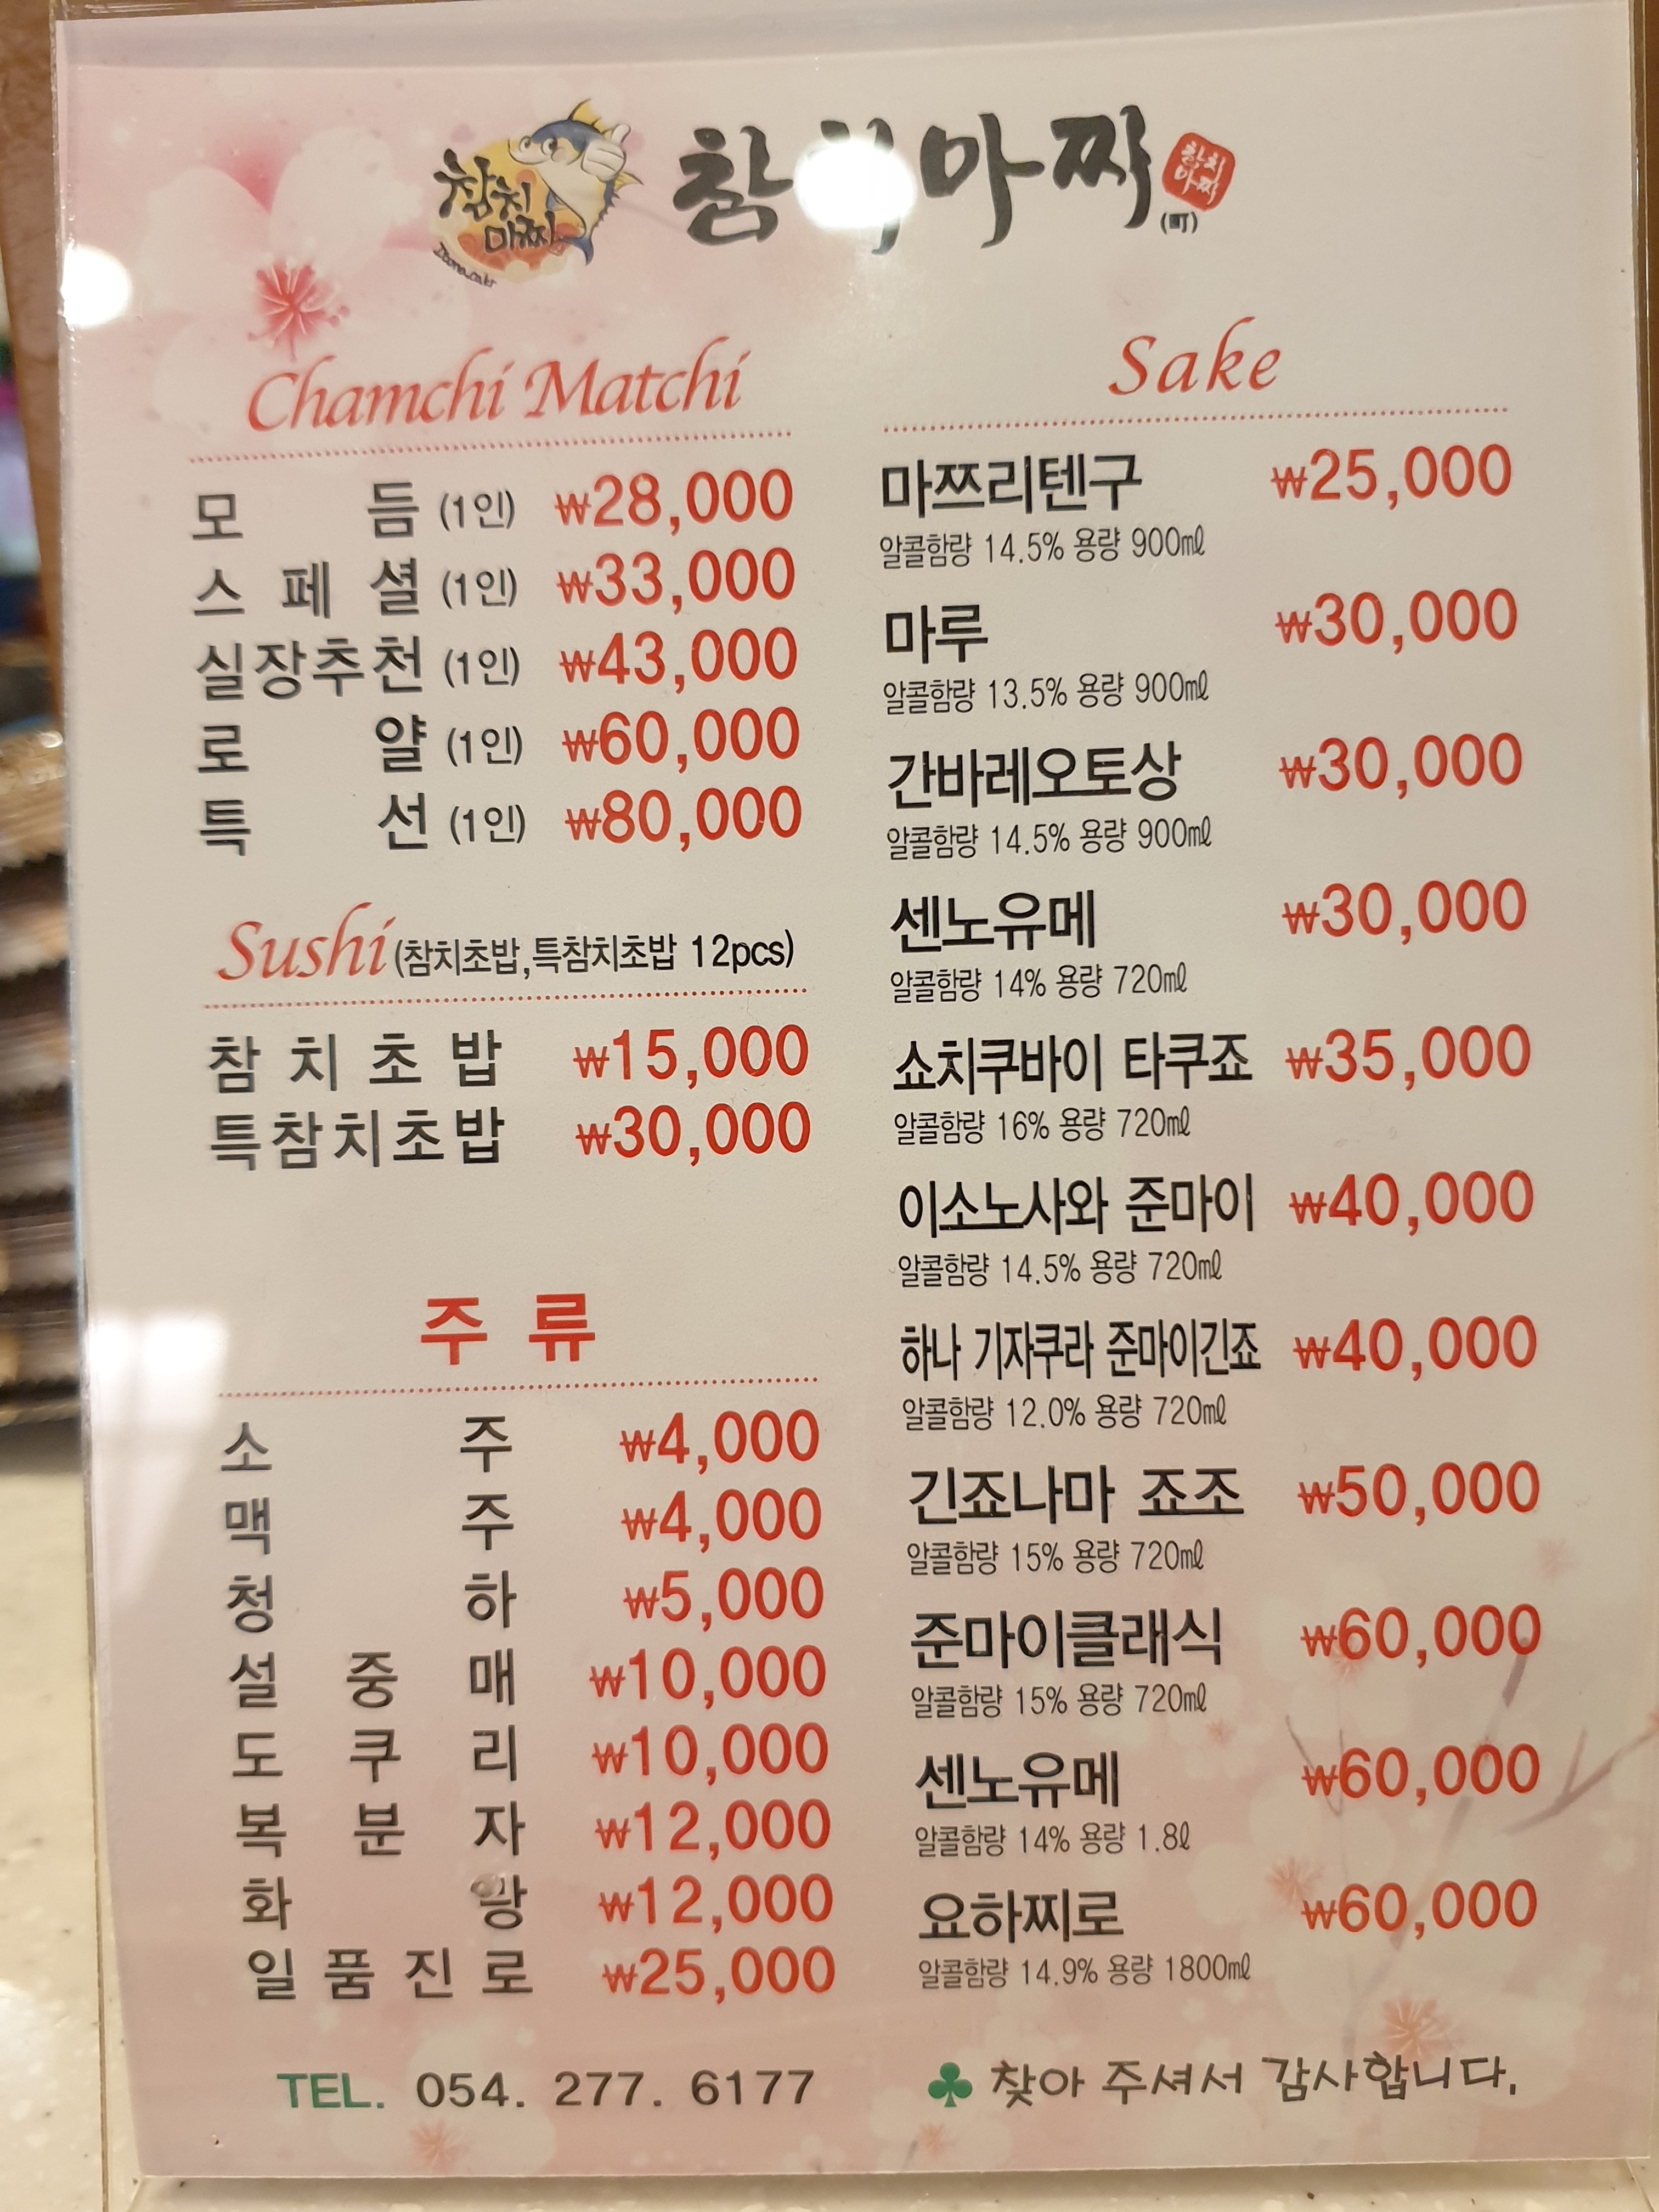 참치
마찌
참치마찌
참치
마찌
(町)
Chamchi Matchi
모듬 (1인) ₩28,000
스페셜 (1인) ₩33,000
실장추천 (1인) ₩43,000
로얄 (1인) ₩60,000
특선 (1인) ₩80,000
Sushi (참치초밥,특참치초밥 12pcs)
참치초밥 ₩15,000
특참치초밥 ₩30,000
주류
소주 ₩4,000
맥주 ₩4,000
청하 ₩5,000
설중매 ₩10,000
도쿠리 ₩10,000
복분자 ₩12,000
화랑 ₩12,000
일품진로 ₩25,000
TEL. 054. 277. 6177
Sake
마쯔리텐구 ₩25,000
알콜함량 14.5% 용량 900㎖
마루 ₩30,000
알콜함량 13.5% 용량 900㎖
간바레오토상 ₩30,000
알콜함량 14.5% 용량 900㎖
센노유메 ₩30,000
알콜함량 14% 용량 720㎖
쇼치쿠바이 타쿠죠 ₩35,000
알콜함량 16% 용량 720㎖
이소노사와 준마이 ₩40,000
알콜함량 14.5% 용량 720㎖
하나 기자쿠라 준마이긴죠 ₩40,000
알콜함량 12.0% 용량 720㎖
긴죠나마 죠조 ₩50,000
알콜함량 15% 용량 720㎖
준마이클래식 ₩60,000
알콜함량 15% 용량 720㎖
센노유메 ₩60,000
알콜함량 14% 용량 1.8ℓ
요하찌로 ₩60,000
알콜함량 14.9% 용량 1800㎖
♣ 찾아 주셔서 감사합니다.